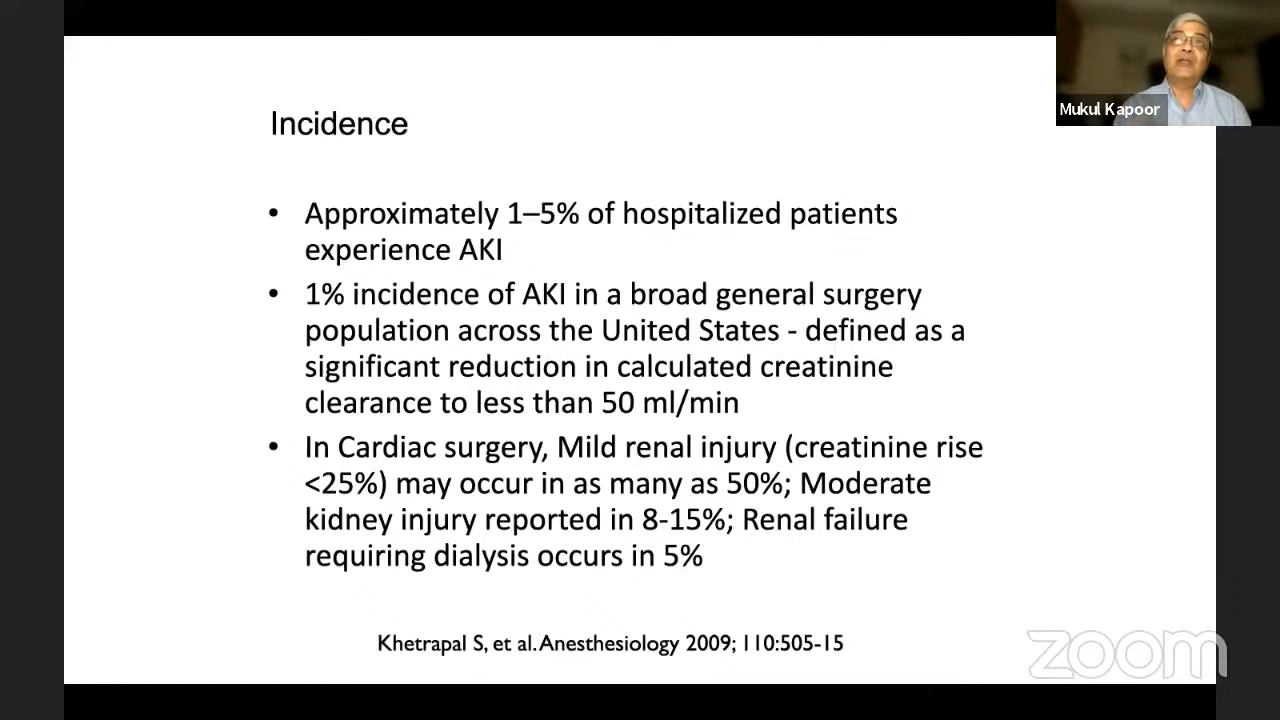 Mukul Kapoor
Incidence
• Approximately 1–5% of hospitalized patients
experience AKI
• 1% incidence of AKI in a broad general surgery
population across the United States - defined as a
significant reduction in calculated creatinine
clearance to less than 50 ml/min
• In Cardiac surgery, Mild renal injury (creatinine rise
<25%) may occur in as many as 50%; Moderate
kidney injury reported in 8-15%; Renal failure
requiring dialysis occurs in 5%
Khetrapal S, et al. Anesthesiology 2009; 110:505-15
zoom